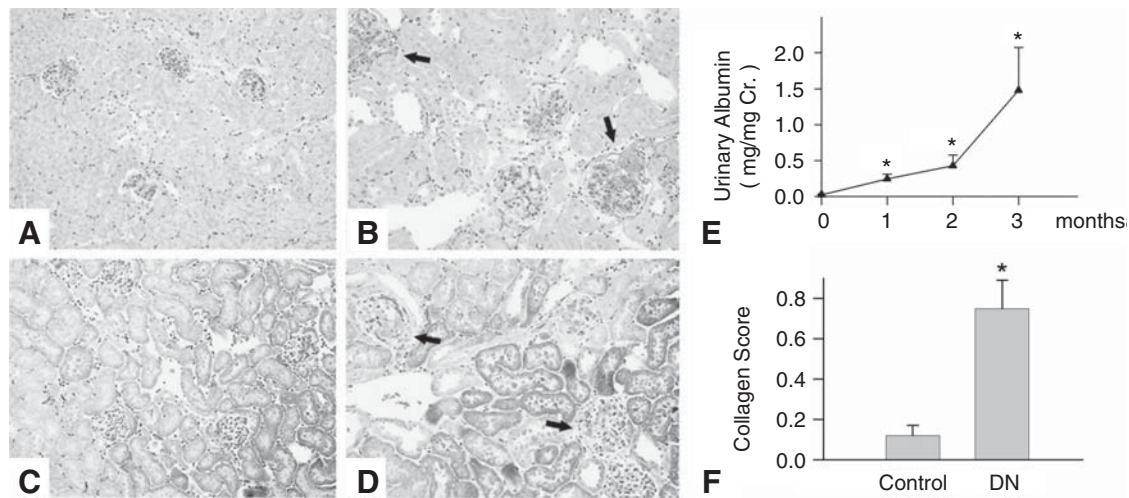 A
B
C
D
E
Urinary Albumin
( mg/mg Cr. )
2.0
1.5
1.0
0.5
0.0
*
*
*
0 1 2 3 months
F
Collagen Score
0.8
0.6
0.4
0.2
0.0
*
Control DN